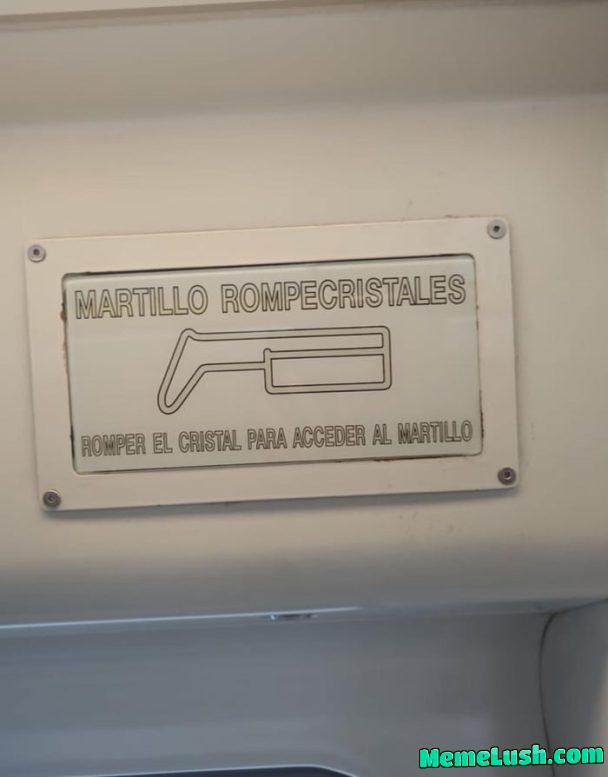 MARTILLO ROMPECRISTALES
ROMPER EL CRISTAL PARA ACCEDER AL MARTILLO
MemeLush.com